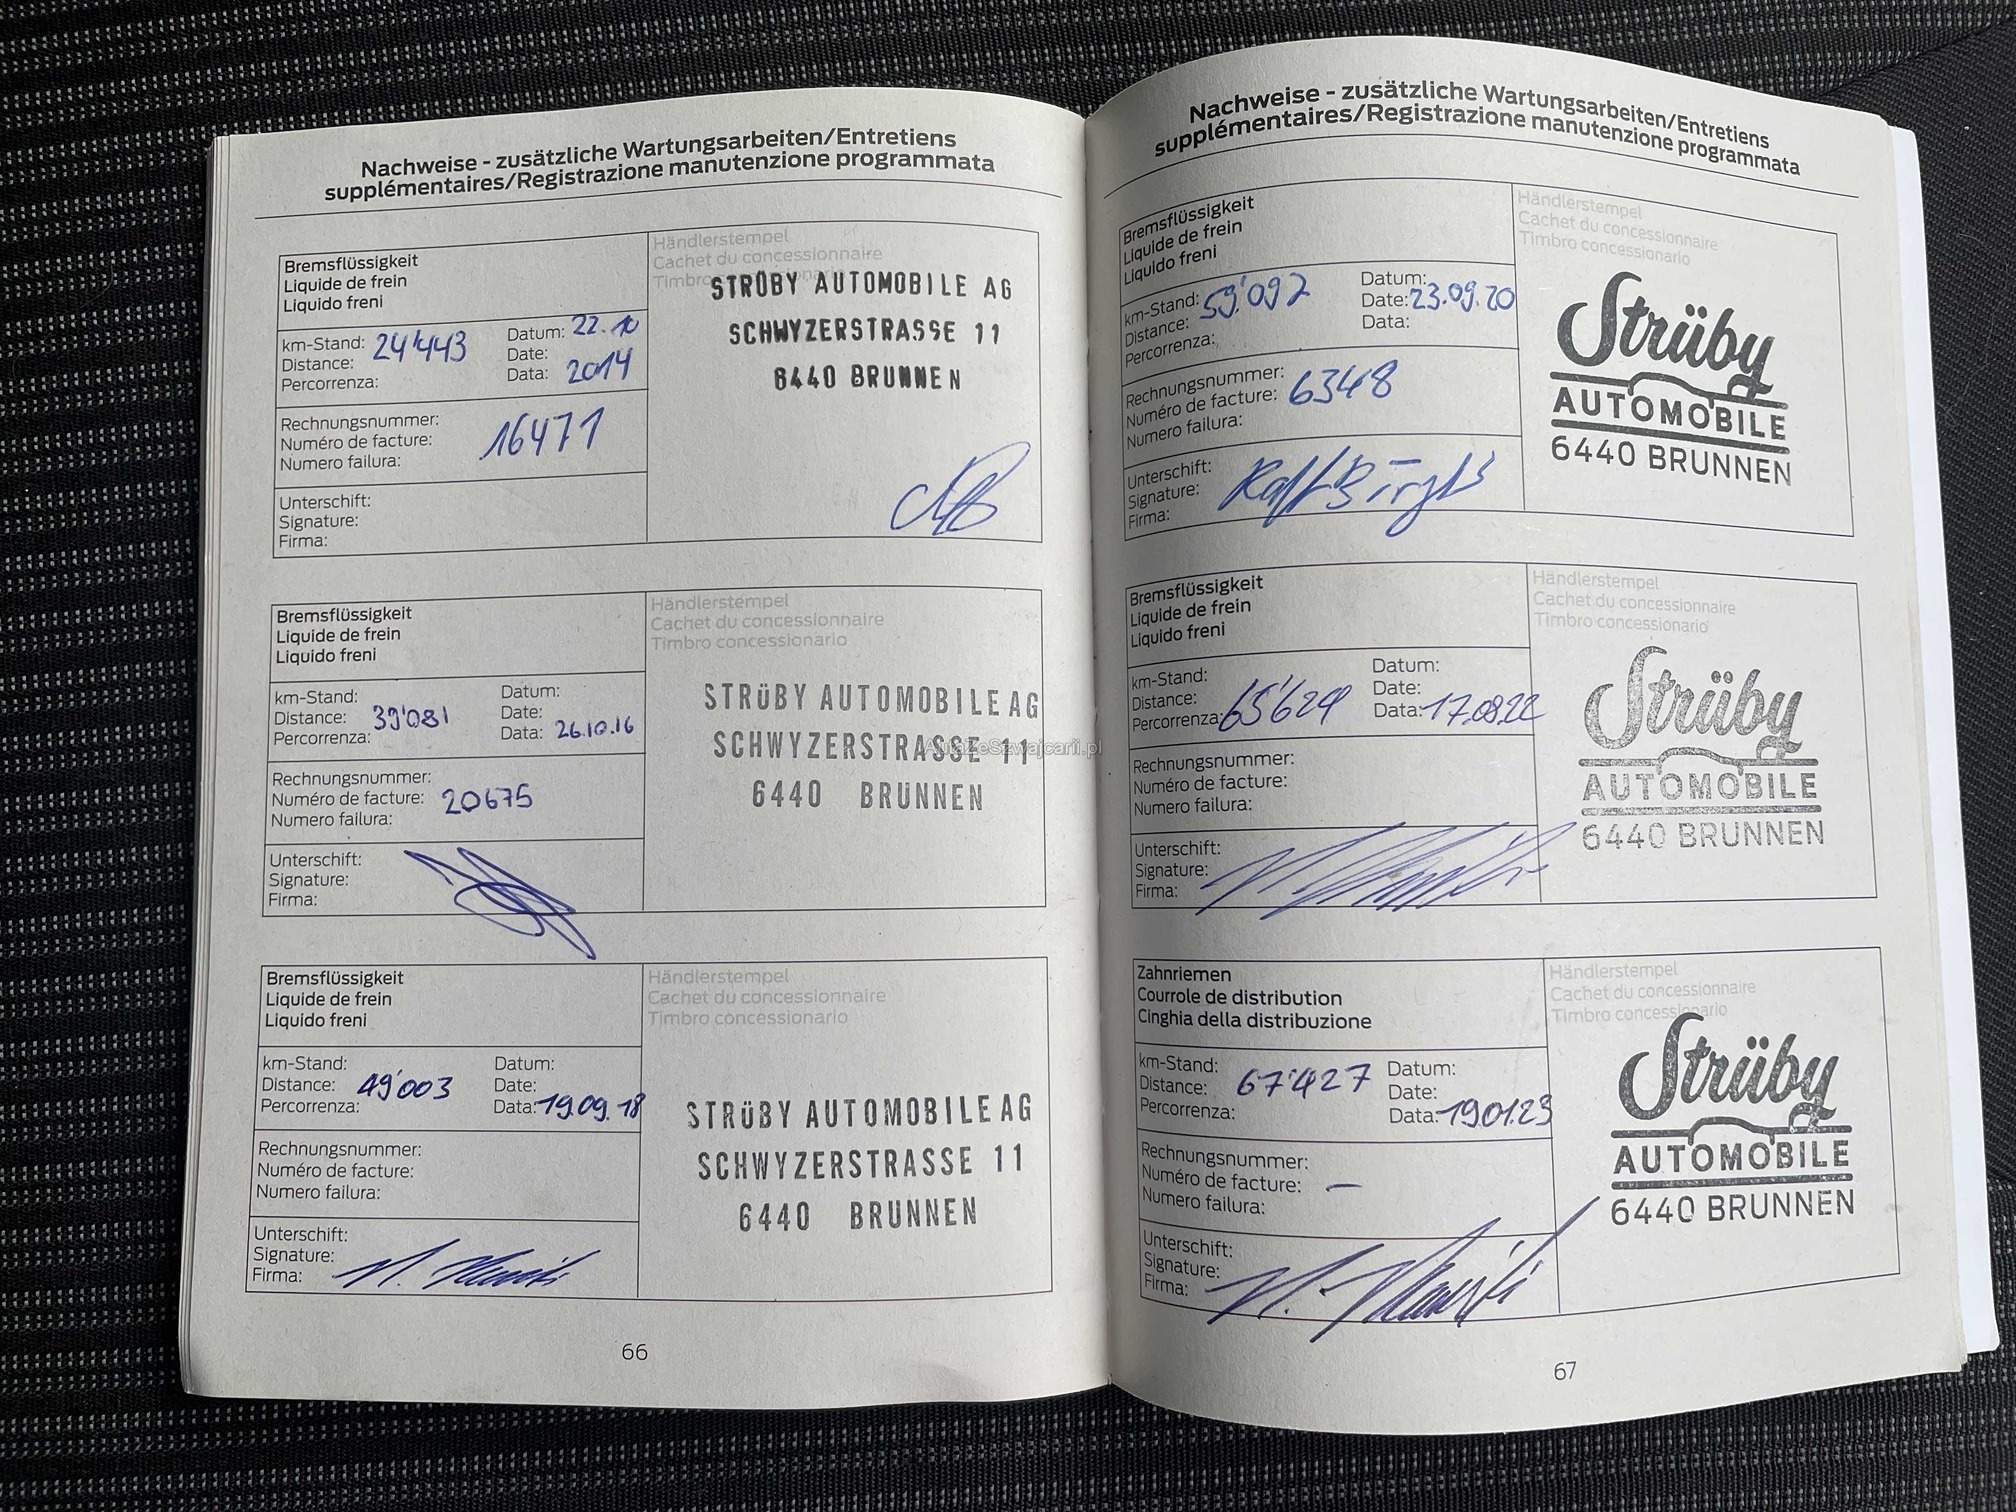 Nachweise - zusätzliche Wartungsarbeiten/Entretiens
supplémentaires/Registrazione manutenzione programmata
Bremsflüssigkeit
Liquide de frein
Liquido freni
Händlerstempel
Cachet du concessionnaire
Timbro concessionario
km-Stand:
Distance: 24'443
Percorrenza:
Datum: 22.10
Date:
Data: 2014
STRÜBY AUTOMOBILE AG
SCHWYZERSTRASSE 11
6440 BRUNNEN
Rechnungsnummer:
Numéro de facture: 16471
Numero failura:
Unterschift:
Signature:
Firma:
Bremsflüssigkeit
Liquide de frein
Liquido freni
Händlerstempel
Cachet du concessionnaire
Timbro concessionario
km-Stand:
Distance: 39'081
Percorrenza:
Datum:
Date:
Data: 26.10.16
STRüBY AUTOMOBILE AG
SCHWYZERSTRASSE 11
6440 BRUNNEN
AutaZeSzwajcarii.pl
Rechnungsnummer:
Numéro de facture: 20675
Numero failura:
Unterschift:
Signature:
Firma:
Bremsflüssigkeit
Liquide de frein
Liquido freni
Händlerstempel
Cachet du concessionnaire
Timbro concessionario
km-Stand:
Distance: 49'003
Percorrenza:
Datum:
Date:
Data: 19.09.18
STRüBY AUTOMOBILE AG
SCHWYZERSTRASSE 11
6440 BRUNNEN
Rechnungsnummer:
Numéro de facture:
Numero failura:
Unterschift:
Signature:
Firma:
66
Nachweise - zusätzliche Wartungsarbeiten/Entretiens
supplémentaires/Registrazione manutenzione programmata
Bremsflüssigkeit
Liquide de frein
Liquido freni
Händlerstempel
Cachet du concessionnaire
Timbro concessionario
km-Stand: 59'092
Distance:
Percorrenza:
Datum:
Date: 23.09.20
Data:
Strüby
AUTOMOBILE
6440 BRUNNEN
Rechnungsnummer:
Numéro de facture: 6348
Numero failura:
Unterschift:
Signature:
Firma:
Bremsflüssigkeit
Liquide de frein
Liquido freni
Händlerstempel
Cachet du concessionnaire
Timbro concessionario
km-Stand:
Distance:
Percorrenza: 65'629
Datum:
Date:
Data: 17.08.22
Strüby
AUTOMOBILE
6440 BRUNNEN
Rechnungsnummer:
Numéro de facture:
Numero failura:
Unterschift:
Signature:
Firma:
Zahnriemen
Courrole de distribution
Cinghia della distribuzione
Händlerstempel
Cachet du concessionnaire
Timbro concessionario
km-Stand:
Distance: 67'427
Percorrenza:
Datum:
Date:
Data: 19.01.23
Strüby
AUTOMOBILE
6440 BRUNNEN
Rechnungsnummer:
Numéro de facture: –
Numero failura:
Unterschift:
Signature:
Firma:
67